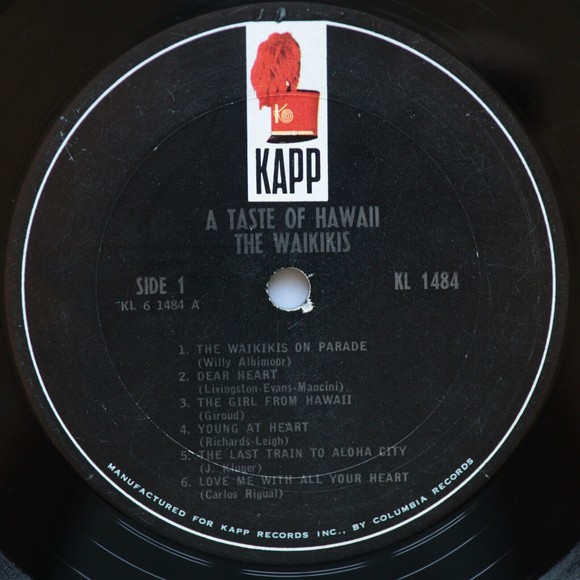 KAPP
A TASTE OF HAWAII
THE WAIKIKIS
SIDE 1
KL 1484
KL 6 1484 A
1. THE WAIKIKIS ON PARADE
(Willy Albimoor)
2. DEAR HEART
(Livingston-Evans-Mancini)
3. THE GIRL FROM HAWAII
(Giroud)
4. YOUNG AT HEART
(Richards-Leigh)
5. THE LAST TRAIN TO ALOHA CITY
(J. Kluger)
6. LOVE ME WITH ALL YOUR HEART
(Carlos Rigual)
MANUFACTURED FOR KAPP RECORDS INC., BY COLUMBIA RECORDS